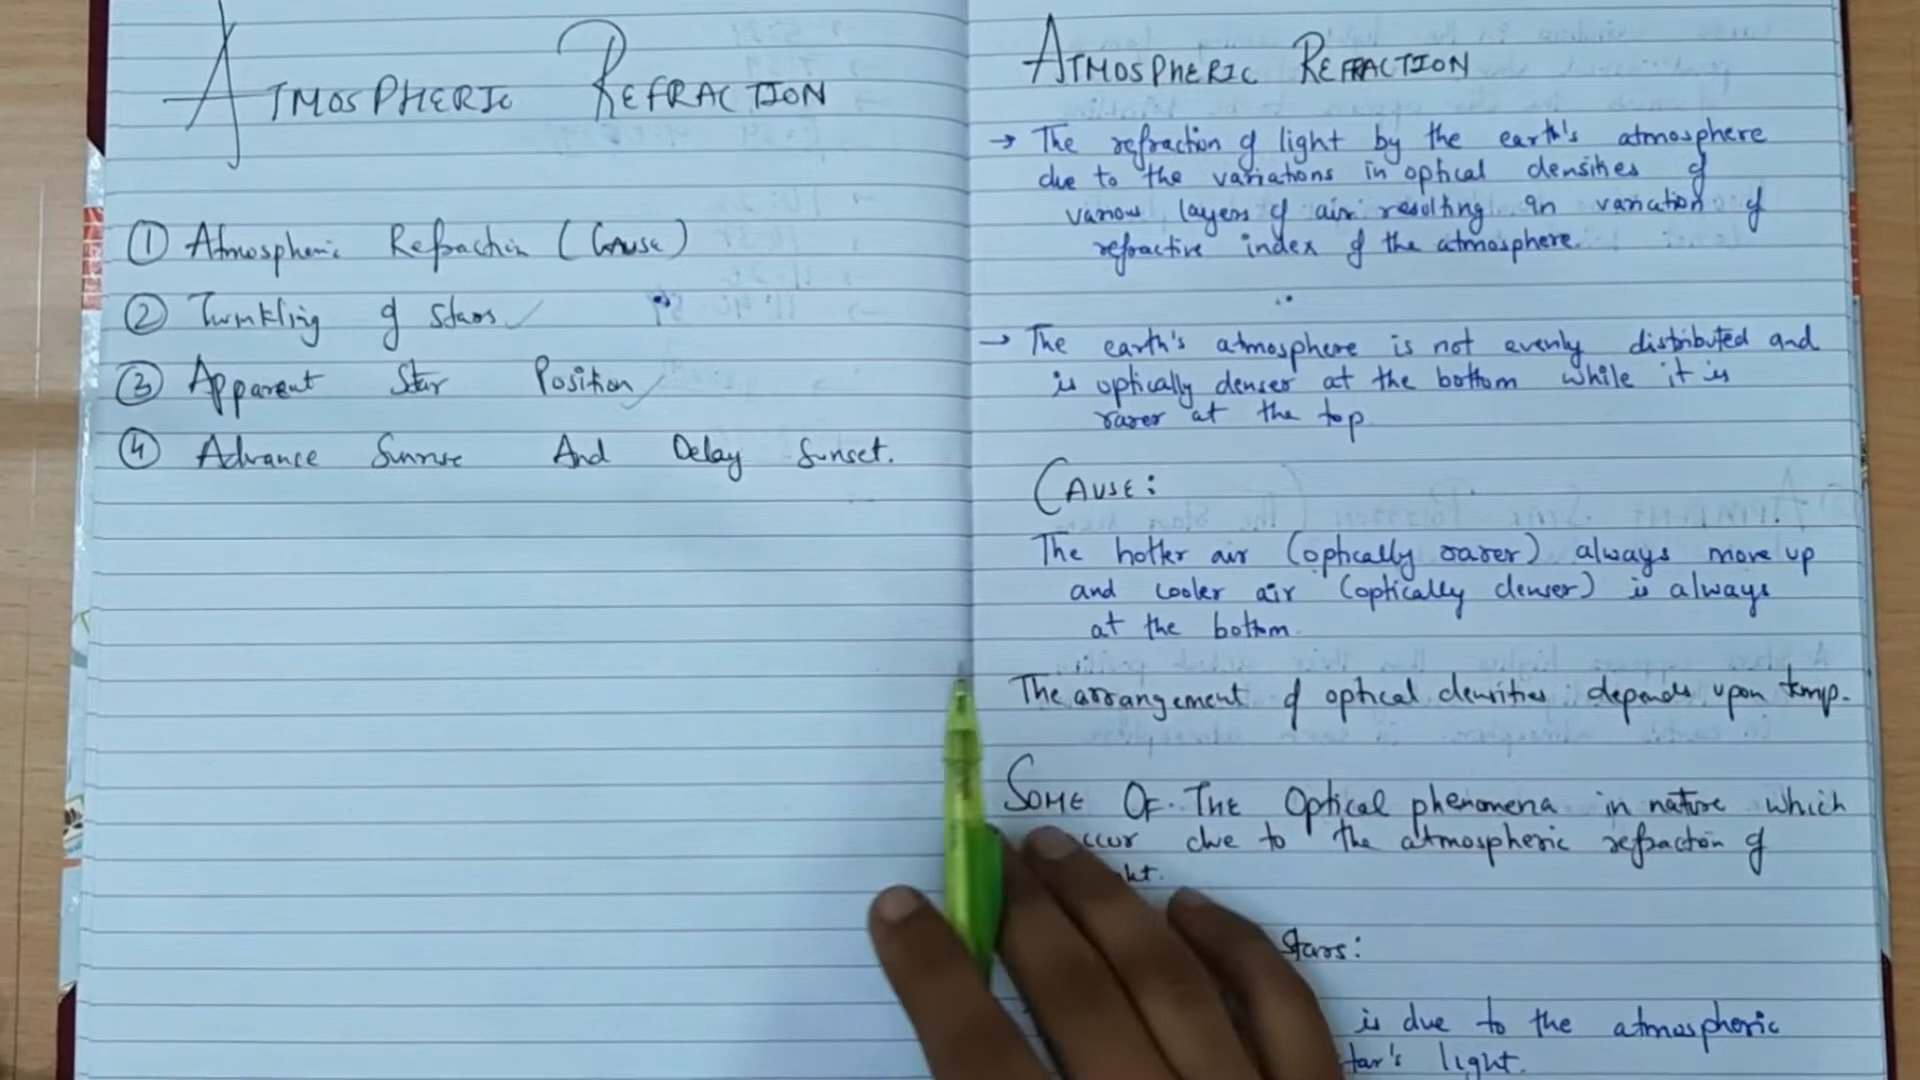 ATMOSPHERIC REFRACTION
① Atmospheric Refraction (Cause)
② Twinkling of stars
③ Apparent Star Position
④ Advance Sunrise And Delay Sunset.
ATMOSPHERIC REFRACTION
→ The refraction of light by the earth's atmosphere
due to the variations in optical densities of
various layers of air resulting in variation of
refractive index of the atmosphere.
→ The earth's atmosphere is not evenly distributed and
is optically denser at the bottom while it is
rarer at the top
CAUSE:
The hotter air (optically rarer) always move up
and cooler air (optically denser) is always
at the bottom.
The arrangement of optical densities depends upon temp.
SOME OF THE Optical phenomena in nature which
ccur due to the atmospheric refraction of
ht.
Stars:
is due to the atmospheric
tar's light.